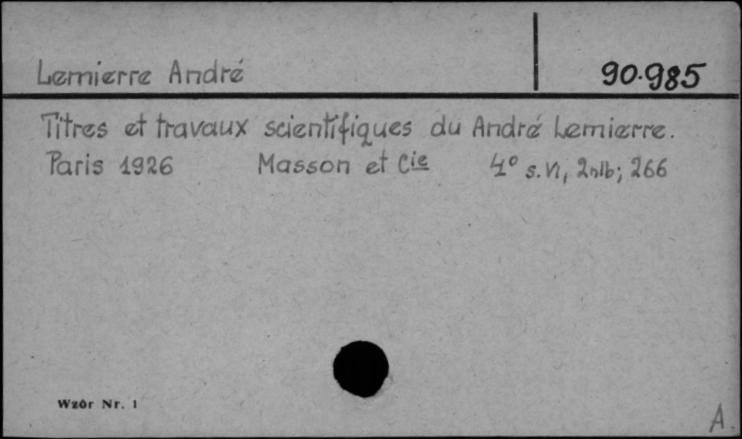 Lemierre André
90.985
Titres et travaux scientifiques du André Lemierre.
Paris 1926 Masson et Cie 4° s. VI, 2nlb; 266
Wzór Nr. 1
A.